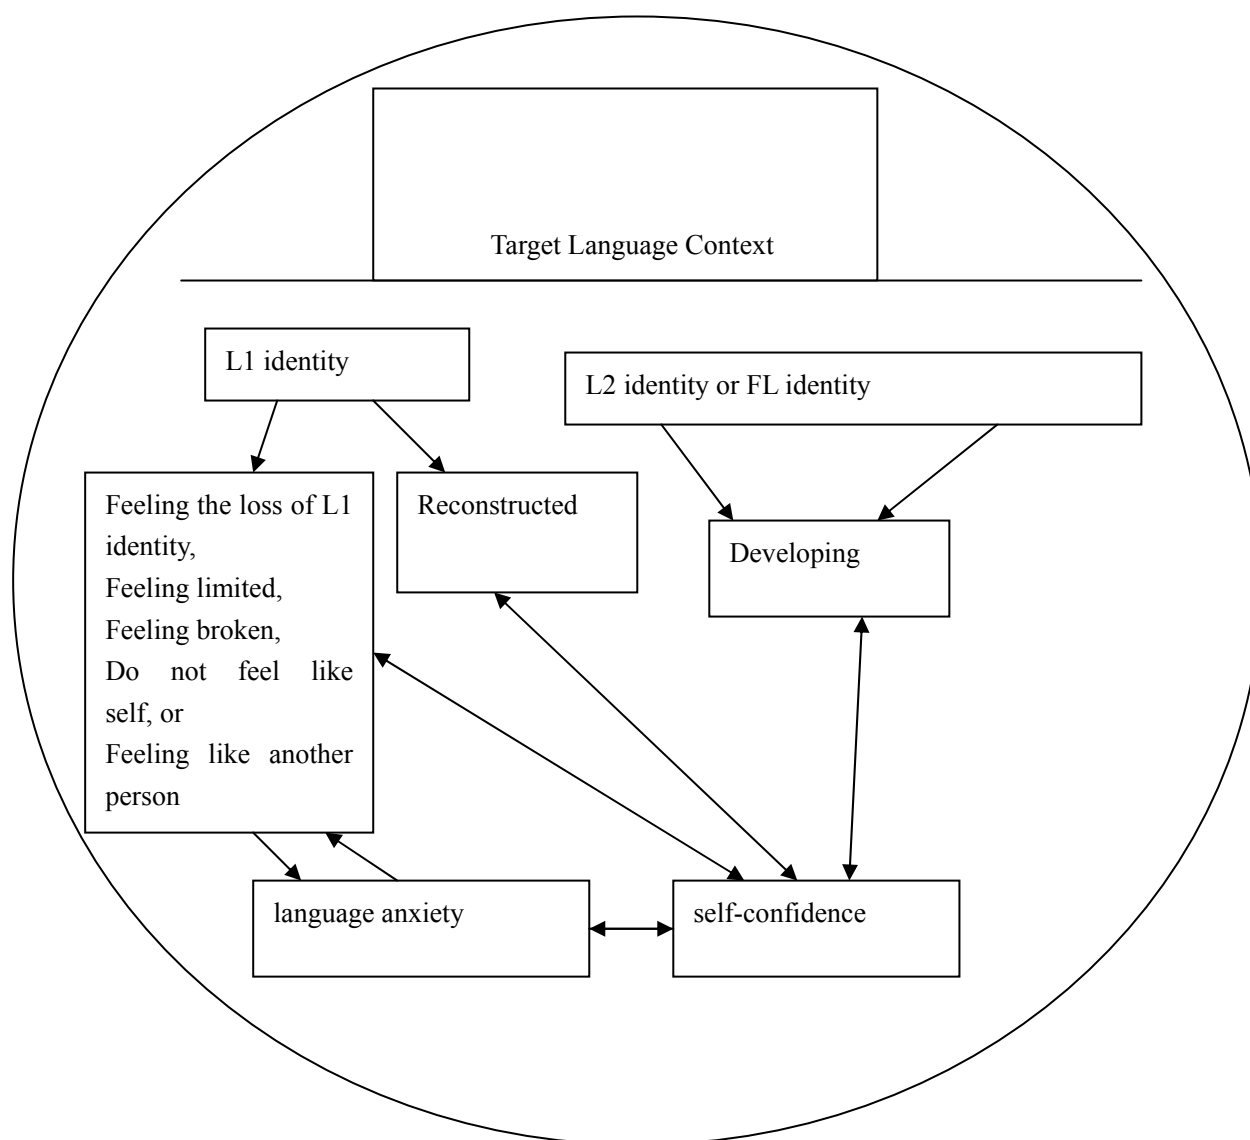 Target Language Context
L1 identity
L2 identity or FL identity
Feeling the loss of L1
identity,
Feeling limited,
Feeling broken,
Do not feel like
self, or
Feeling like another
person
Reconstructed
Developing
language anxiety
self-confidence